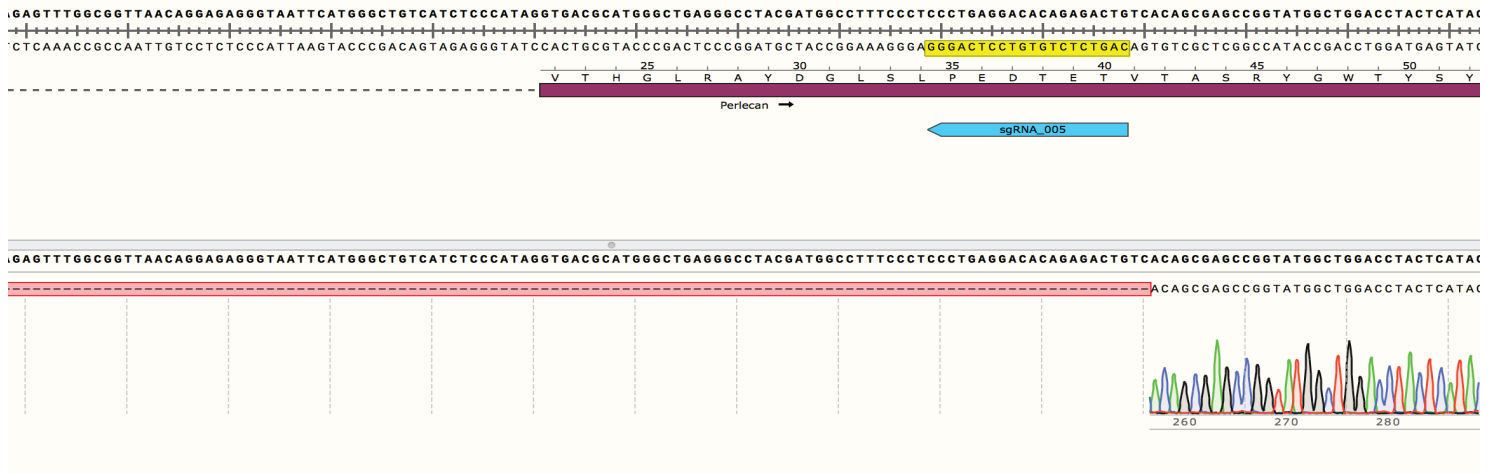 AGAGTTTGGCGGTTAACAGGAGAGGGTAATTCATGGGCTGTCATCTCCCATAGGTGACGCATGGGCTGAGGGCCTACGATGGCCTTTCCCTCCCTGAGGACACAGAGACTGTCACAGCGAGCCGGTATGGCTGGACCTACTCATAC
TCTCAAACCGCCAATTGTCCTCTCCCATTAAGTACCCGACAGTAGAGGGTATCCACTGCGTACCCGACTCCCGGATGCTACCGGAAAGGGAGGGACTCCTGTGTCTCTGACAGTGTCGCTCGGCCATACCGACCTGGATGAGTATG
25 30 35 40 45 50
V T H G L R A Y D G L S L P E D T E T V T A S R Y G W T Y S Y
Perlecan
sgRNA_005
AGAGTTTGGCGGTTAACAGGAGAGGGTAATTCATGGGCTGTCATCTCCCATAGGTGACGCATGGGCTGAGGGCCTACGATGGCCTTTCCCTCCCTGAGGACACAGAGACTGTCACAGCGAGCCGGTATGGCTGGACCTACTCATAC
ACAGCGAGCCGGTATGGCTGGACCTACTCATAC
260 270 280